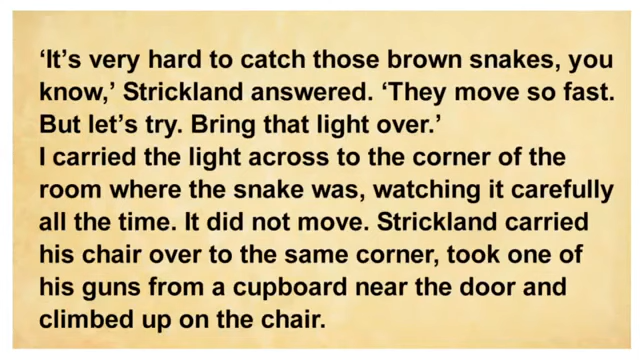 ‘It’s very hard to catch those brown snakes, you
know,’ Strickland answered. ‘They move so fast.
But let’s try. Bring that light over.’
I carried the light across to the corner of the
room where the snake was, watching it carefully
all the time. It did not move. Strickland carried
his chair over to the same corner, took one of
his guns from a cupboard near the door and
climbed up on the chair.